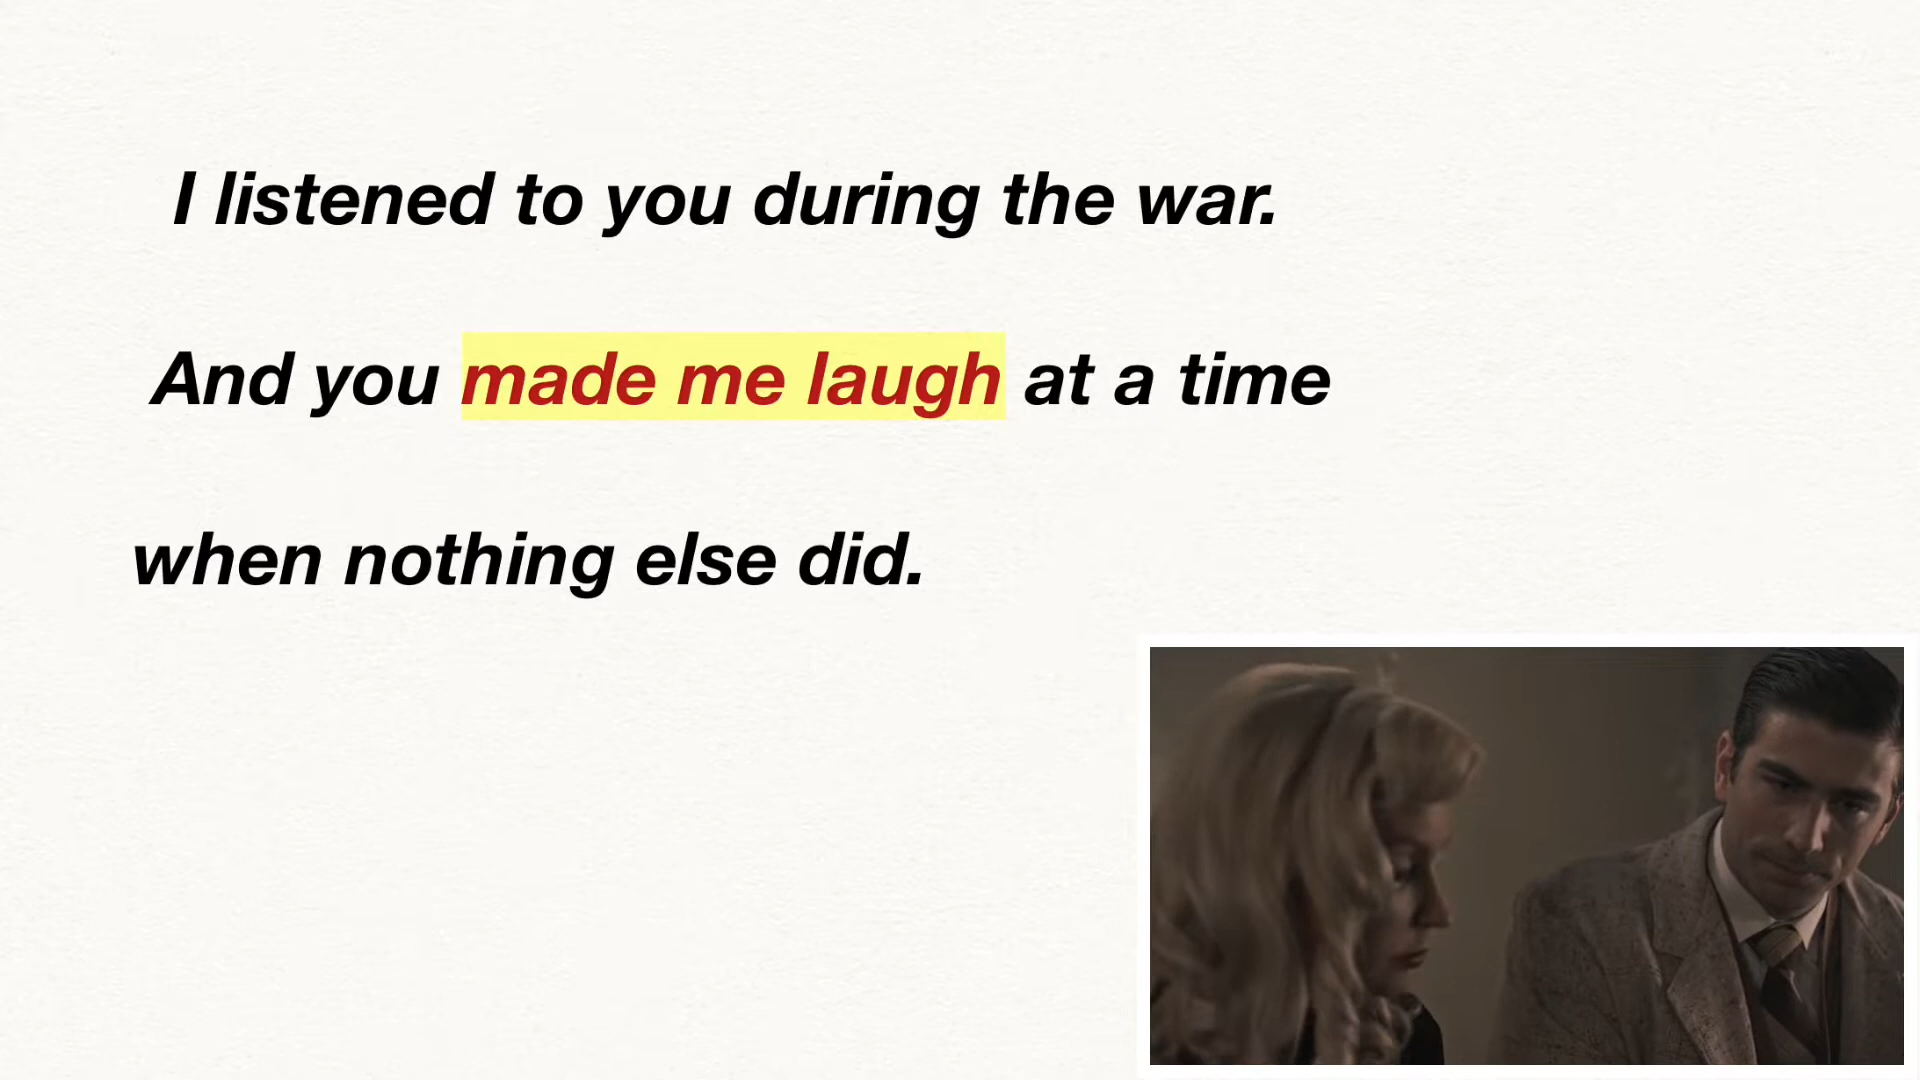 I listened to you during the war.
And you made me laugh at a time
when nothing else did.